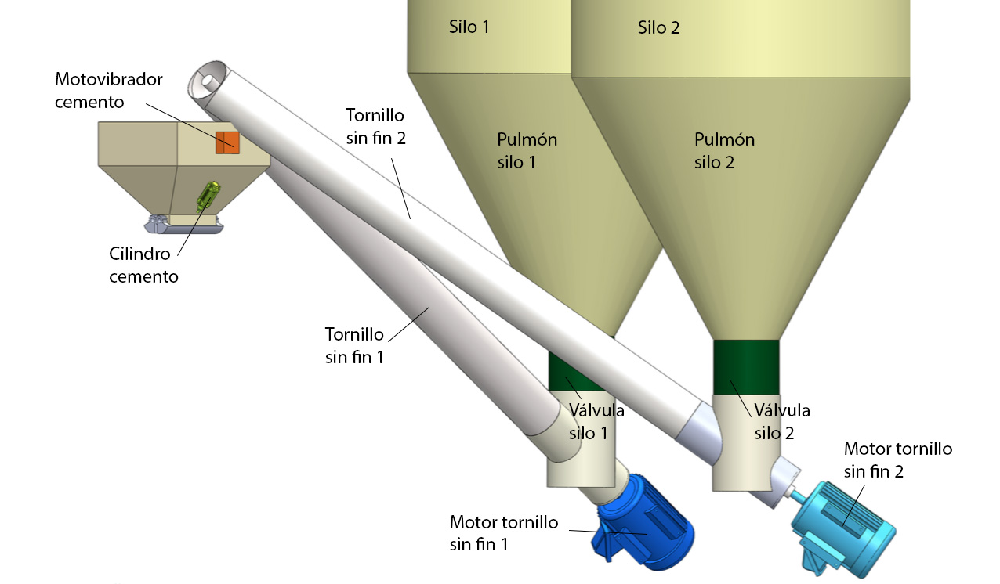 Silo 1
Silo 2
Motovibrador
cemento
Tornillo
sin fin 2
Pulmón
silo 1
Pulmón
silo 2
Cilindro
cemento
Tornillo
sin fin 1
Válvula
silo 1
Válvula
silo 2
Motor tornillo
sin fin 2
Motor tornillo
sin fin 1